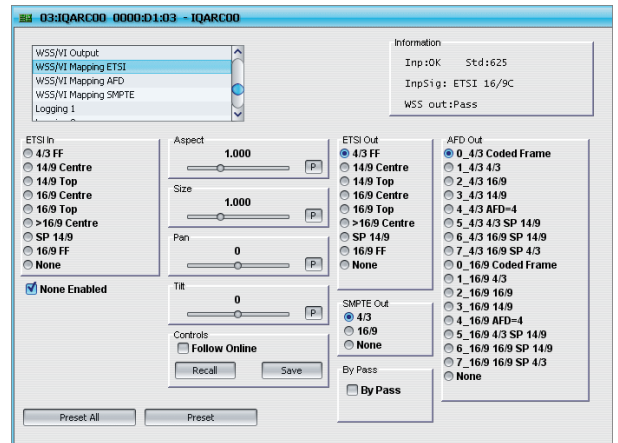 03:IQARC00 0000:D1:03 - IQARC00
WSS/VI Output
WSS/VI Mapping ETSI
WSS/VI Mapping AFD
WSS/VI Mapping SMPTE
Logging 1
Information
Inp:OK Std:625
InpSig: ETSI 16/9C
WSS out:Pass
ETSI In
4/3 FF
14/9 Centre
14/9 Top
16/9 Centre
16/9 Top
>16/9 Centre
SP 14/9
16/9 FF
None
None Enabled
Aspect
1.000
P
Size
1.000
P
Pan
0
P
Tilt
0
P
Controls
Follow Online
Recall Save
ETSI Out
4/3 FF
14/9 Centre
14/9 Top
16/9 Centre
16/9 Top
>16/9 Centre
SP 14/9
16/9 FF
None
SMPTE Out
4/3
16/9
None
By Pass
By Pass
AFD Out
0_4/3 Coded Frame
1_4/3 4/3
2_4/3 16/9
3_4/3 14/9
4_4/3 AFD=4
5_4/3 4/3 SP 14/9
6_4/3 16/9 SP 14/9
7_4/3 16/9 SP 4/3
0_16/9 Coded Frame
1_16/9 4/3
2_16/9 16/9
3_16/9 14/9
4_16/9 AFD=4
5_16/9 4/3 SP 14/9
6_16/9 16/9 SP 14/9
7_16/9 16/9 SP 4/3
None
Preset All Preset